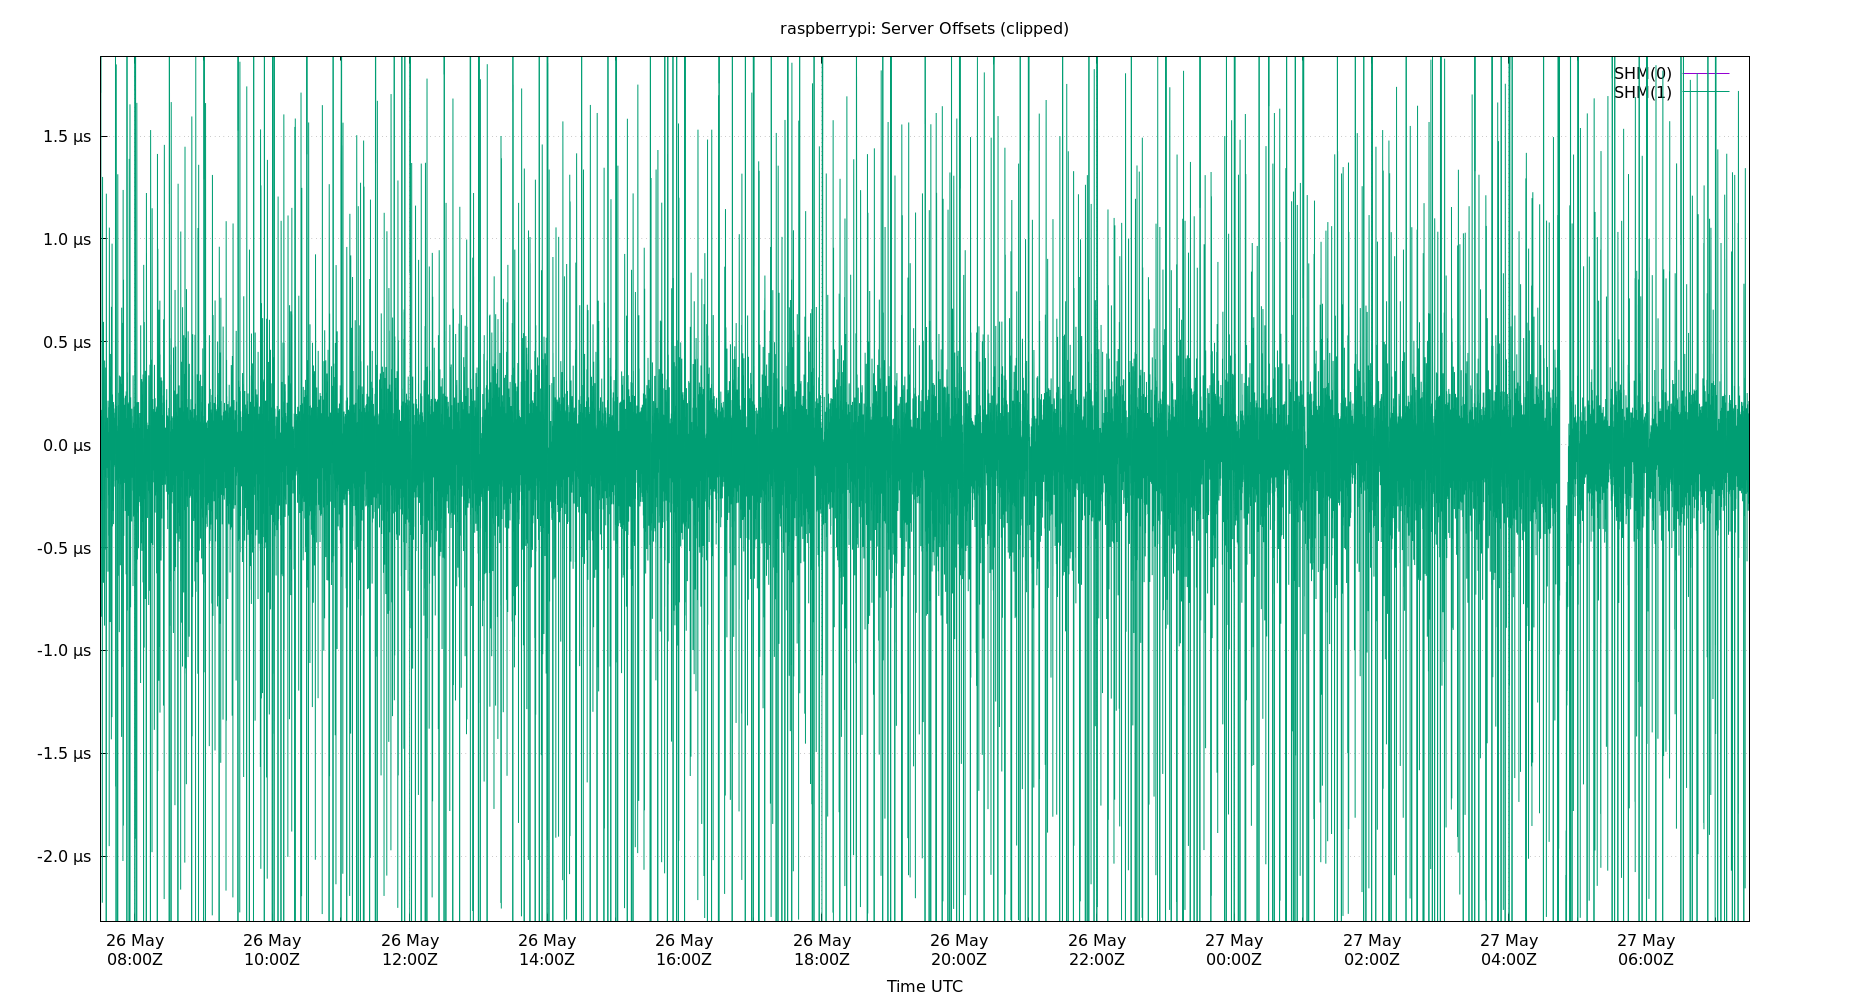 raspberrypi: Server Offsets (clipped)
SHM(0)
SHM(1)
1.5 µs
1.0 µs
0.5 µs
0.0 µs
-0.5 µs
-1.0 µs
-1.5 µs
-2.0 µs
26 May 26 May 26 May 26 May 26 May 26 May 26 May 26 May 27 May 27 May 27 May 27 May
08:00Z 10:00Z 12:00Z 14:00Z 16:00Z 18:00Z 20:00Z 22:00Z 00:00Z 02:00Z 04:00Z 06:00Z
Time UTC